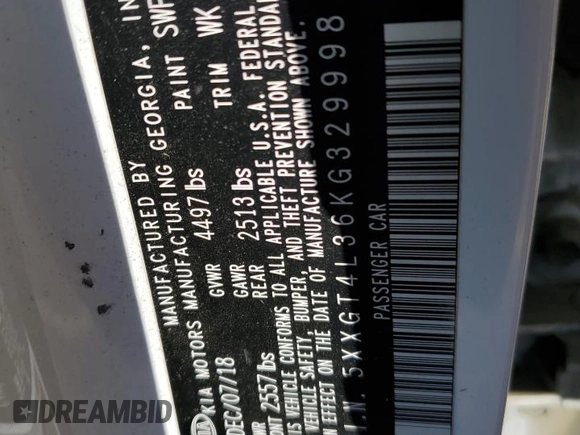 MANUFACTURED BY
KIA MOTORS MANUFACTURING GEORGIA, IN
DEC/07/18 GVWR 4497 lbs PAINT SWP
2557 lbs GAWR REAR 2513 lbs TRIM WK
VEHICLE CONFORMS TO ALL APPLICABLE U.S.A. FEDERAL
VEHICLE SAFETY, BUMPER, AND THEFT PREVENTION STANDA
IN EFFECT ON THE DATE OF MANUFACTURE SHOWN ABOVE.
5XXGT4L36KG329998
PASSENGER CAR
DREAMBID